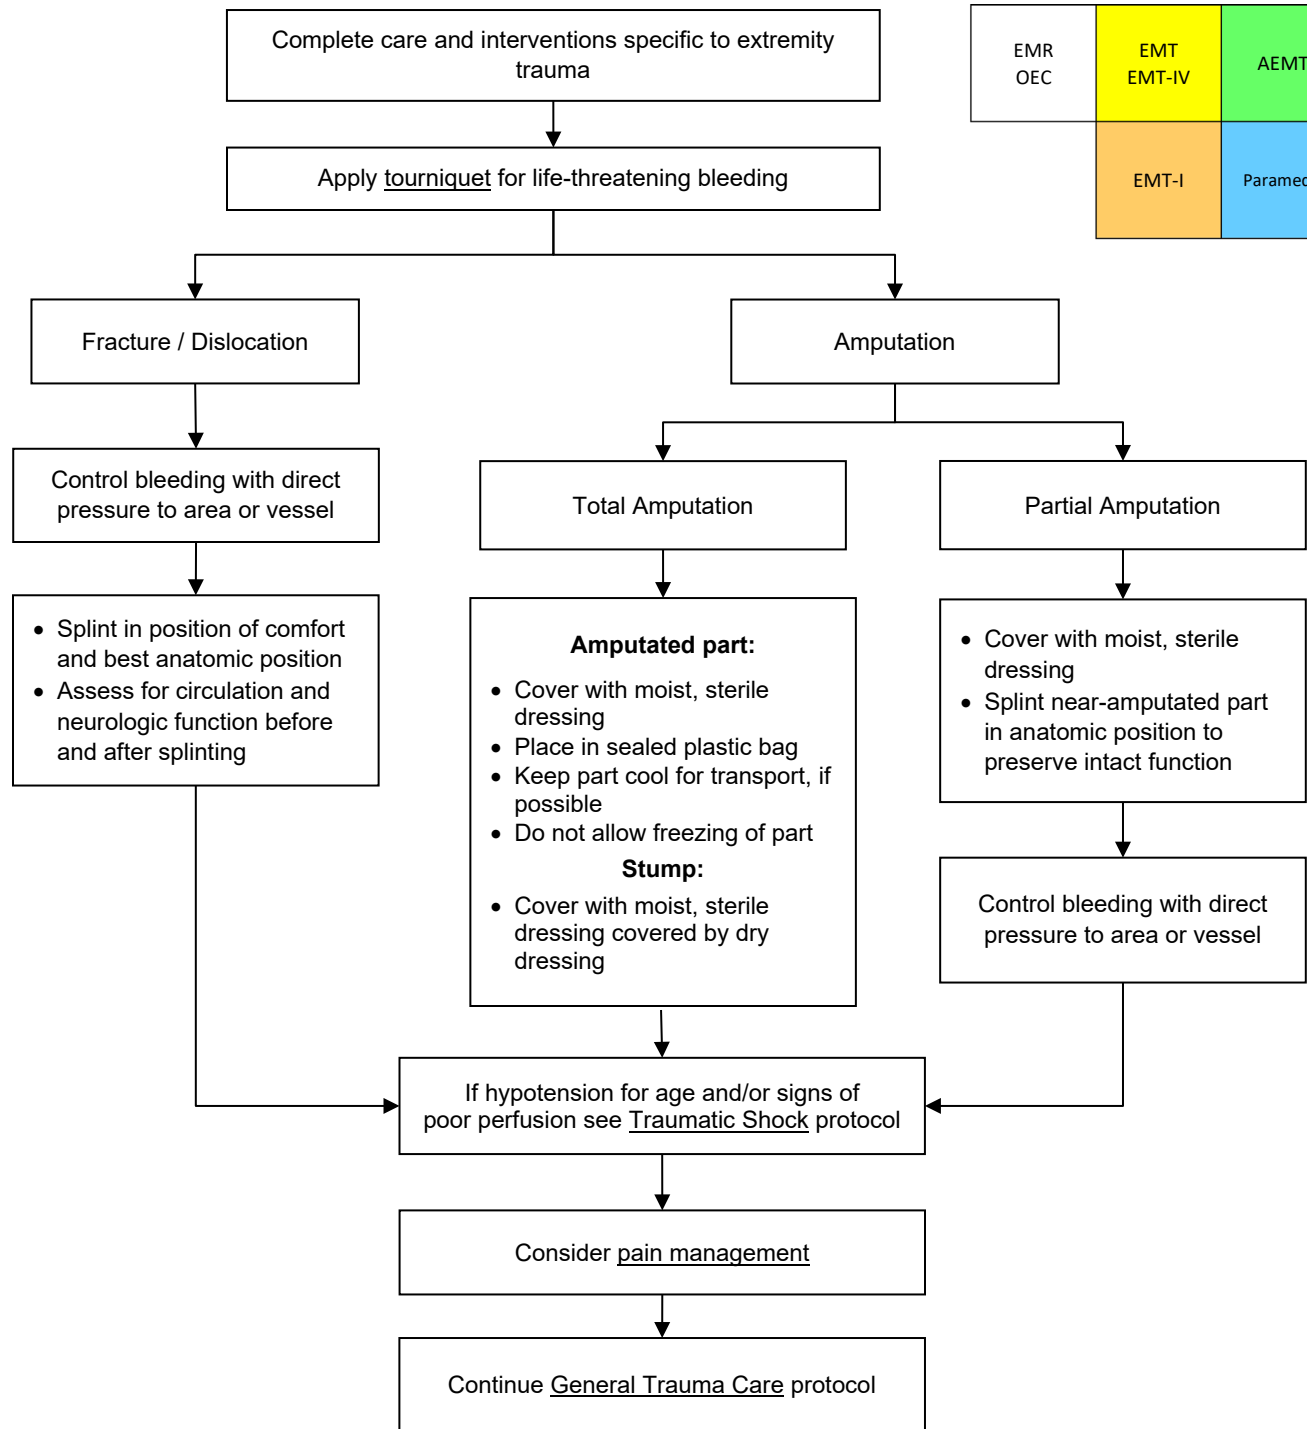 Complete care and interventions specific to extremity
trauma
EMR
OEC
EMT
EMT-IV
AEMT
EMT-I
Paramed
Apply tourniquet for life-threatening bleeding
Fracture / Dislocation
Amputation
Control bleeding with direct
pressure to area or vessel
Total Amputation
Partial Amputation
• Splint in position of comfort
and best anatomic position
• Assess for circulation and
neurologic function before
and after splinting
Amputated part:
• Cover with moist, sterile
dressing
• Place in sealed plastic bag
• Keep part cool for transport, if
possible
• Do not allow freezing of part
Stump:
• Cover with moist, sterile
dressing covered by dry
dressing
• Cover with moist, sterile
dressing
• Splint near-amputated part
in anatomic position to
preserve intact function
Control bleeding with direct
pressure to area or vessel
If hypotension for age and/or signs of
poor perfusion see Traumatic Shock protocol
Consider pain management
Continue General Trauma Care protocol